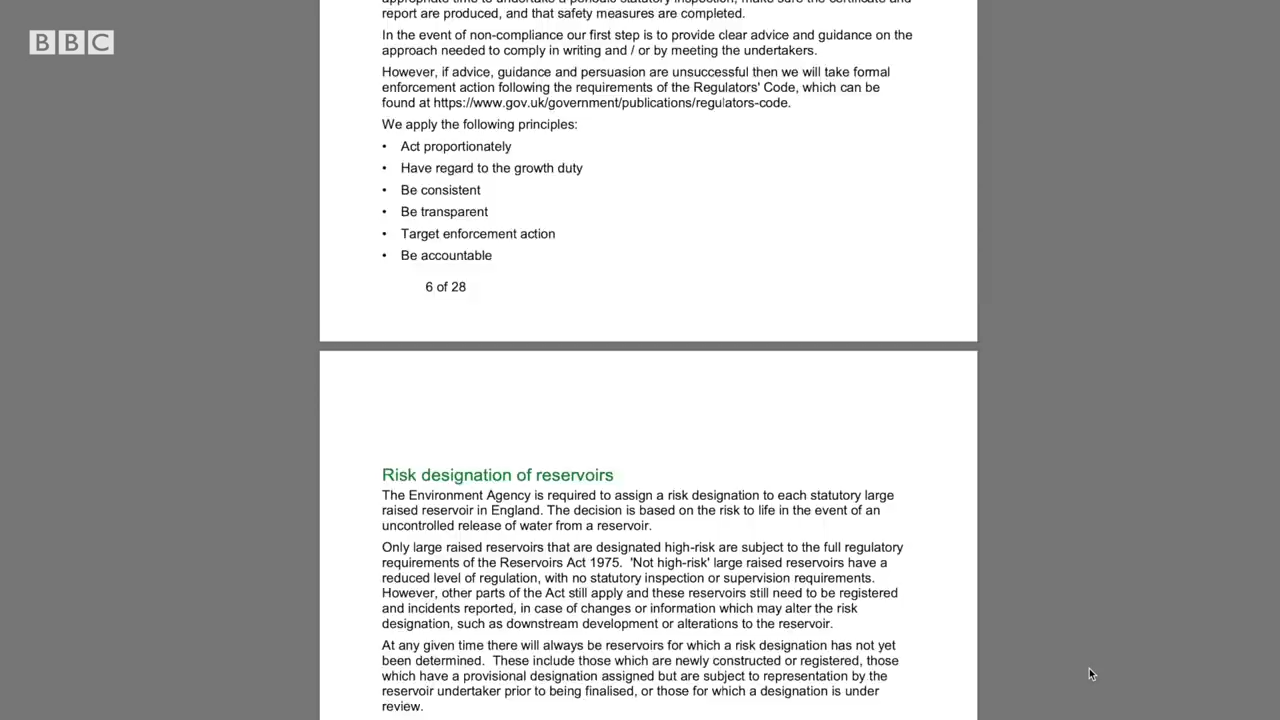 BBC
appropriate time to undertake a periodic statutory inspection, make sure the certificate and
report are produced, and that safety measures are completed.
In the event of non-compliance our first step is to provide clear advice and guidance on the
approach needed to comply in writing and / or by meeting the undertakers.
However, if advice, guidance and persuasion are unsuccessful then we will take formal
enforcement action following the requirements of the Regulators' Code, which can be
found at https://www.gov.uk/government/publications/regulators-code.
We apply the following principles:
• Act proportionately
• Have regard to the growth duty
• Be consistent
• Be transparent
• Target enforcement action
• Be accountable
6 of 28
Risk designation of reservoirs
The Environment Agency is required to assign a risk designation to each statutory large
raised reservoir in England. The decision is based on the risk to life in the event of an
uncontrolled release of water from a reservoir.
Only large raised reservoirs that are designated high-risk are subject to the full regulatory
requirements of the Reservoirs Act 1975. 'Not high-risk' large raised reservoirs have a
reduced level of regulation, with no statutory inspection or supervision requirements.
However, other parts of the Act still apply and these reservoirs still need to be registered
and incidents reported, in case of changes or information which may alter the risk
designation, such as downstream development or alterations to the reservoir.
At any given time there will always be reservoirs for which a risk designation has not yet
been determined. These include those which are newly constructed or registered, those
which have a provisional designation assigned but are subject to representation by the
reservoir undertaker prior to being finalised, or those for which a designation is under
review.